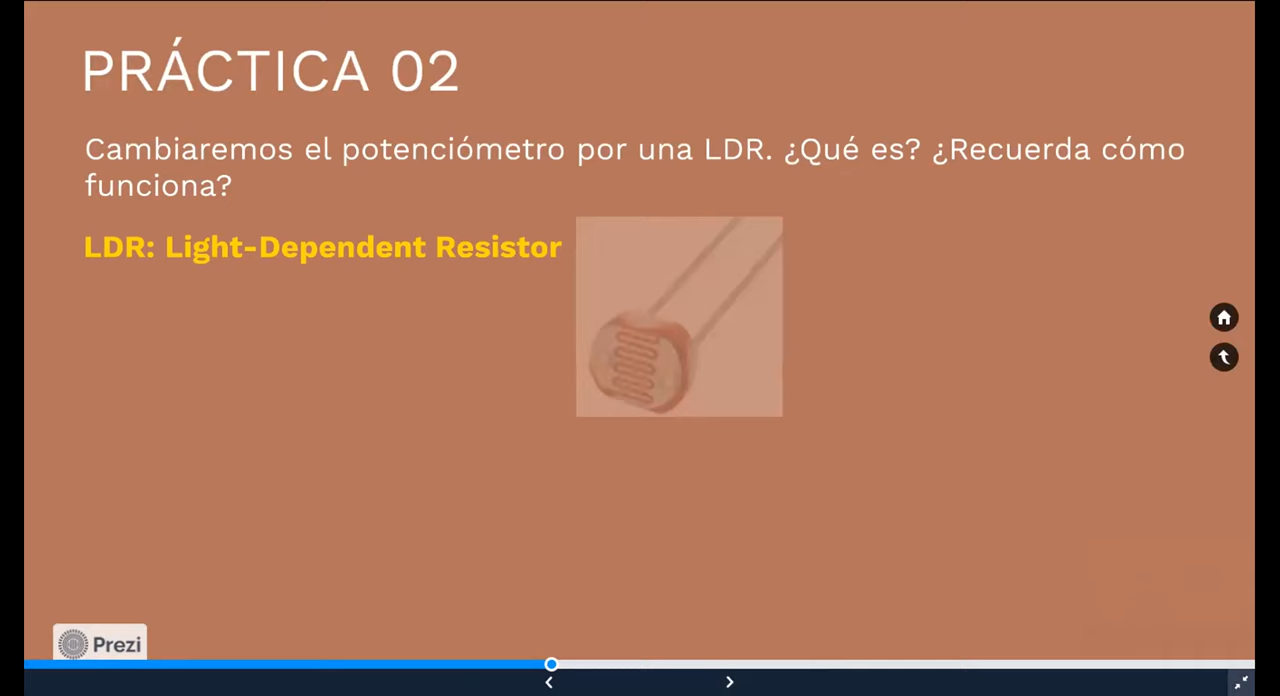 PRÁCTICA 02
Cambiaremos el potenciómetro por una LDR. ¿Qué es? ¿Recuerda cómo
funciona?
LDR: Light-Dependent Resistor
Prezi